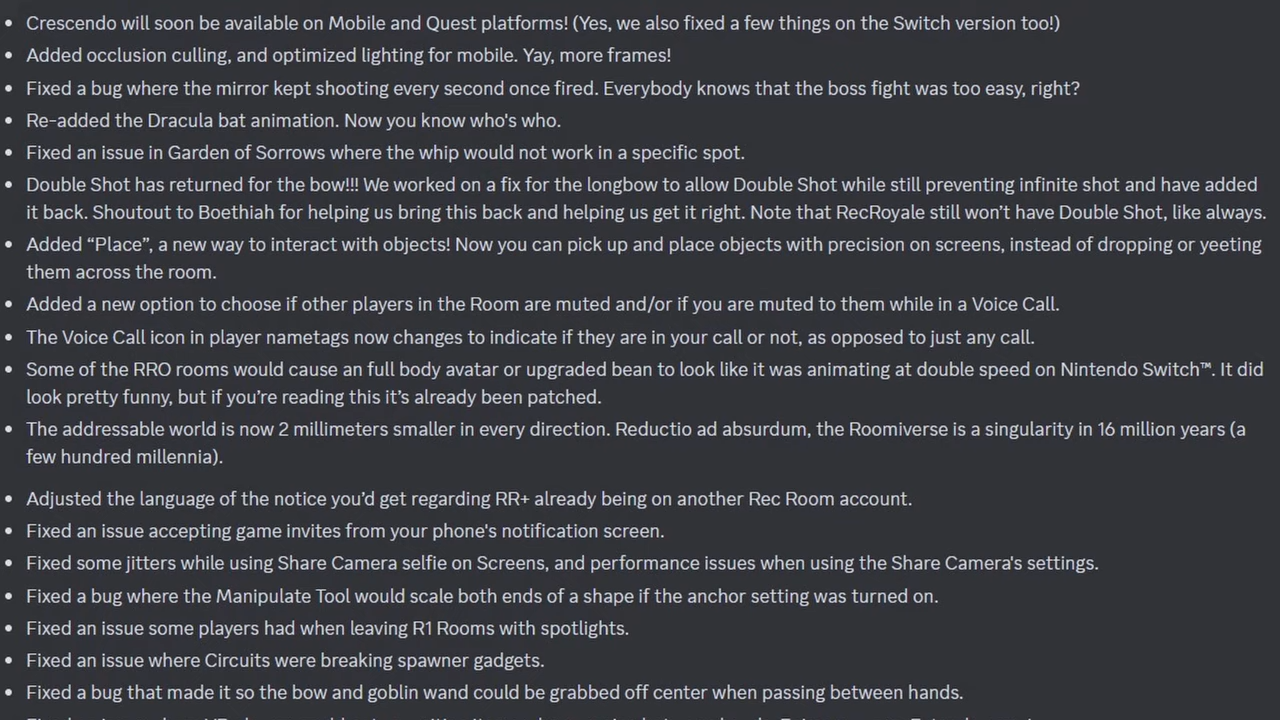 • Crescendo will soon be available on Mobile and Quest platforms! (Yes, we also fixed a few things on the Switch version too!)
• Added occlusion culling, and optimized lighting for mobile. Yay, more frames!
• Fixed a bug where the mirror kept shooting every second once fired. Everybody knows that the boss fight was too easy, right?
• Re-added the Dracula bat animation. Now you know who's who.
• Fixed an issue in Garden of Sorrows where the whip would not work in a specific spot.
• Double Shot has returned for the bow!!! We worked on a fix for the longbow to allow Double Shot while still preventing infinite shot and have added
it back. Shoutout to Boethiah for helping us bring this back and helping us get it right. Note that RecRoyale still won’t have Double Shot, like always.
• Added “Place”, a new way to interact with objects! Now you can pick up and place objects with precision on screens, instead of dropping or yeeting
them across the room.
• Added a new option to choose if other players in the Room are muted and/or if you are muted to them while in a Voice Call.
• The Voice Call icon in player nametags now changes to indicate if they are in your call or not, as opposed to just any call.
• Some of the RRO rooms would cause an full body avatar or upgraded bean to look like it was animating at double speed on Nintendo Switch™. It did
look pretty funny, but if you’re reading this it’s already been patched.
• The addressable world is now 2 millimeters smaller in every direction. Reductio ad absurdum, the Roomiverse is a singularity in 16 million years (a
few hundred millennia).
• Adjusted the language of the notice you’d get regarding RR+ already being on another Rec Room account.
• Fixed an issue accepting game invites from your phone's notification screen.
• Fixed some jitters while using Share Camera selfie on Screens, and performance issues when using the Share Camera's settings.
• Fixed a bug where the Manipulate Tool would scale both ends of a shape if the anchor setting was turned on.
• Fixed an issue some players had when leaving R1 Rooms with spotlights.
• Fixed an issue where Circuits were breaking spawner gadgets.
• Fixed a bug that made it so the bow and goblin wand could be grabbed off center when passing between hands.